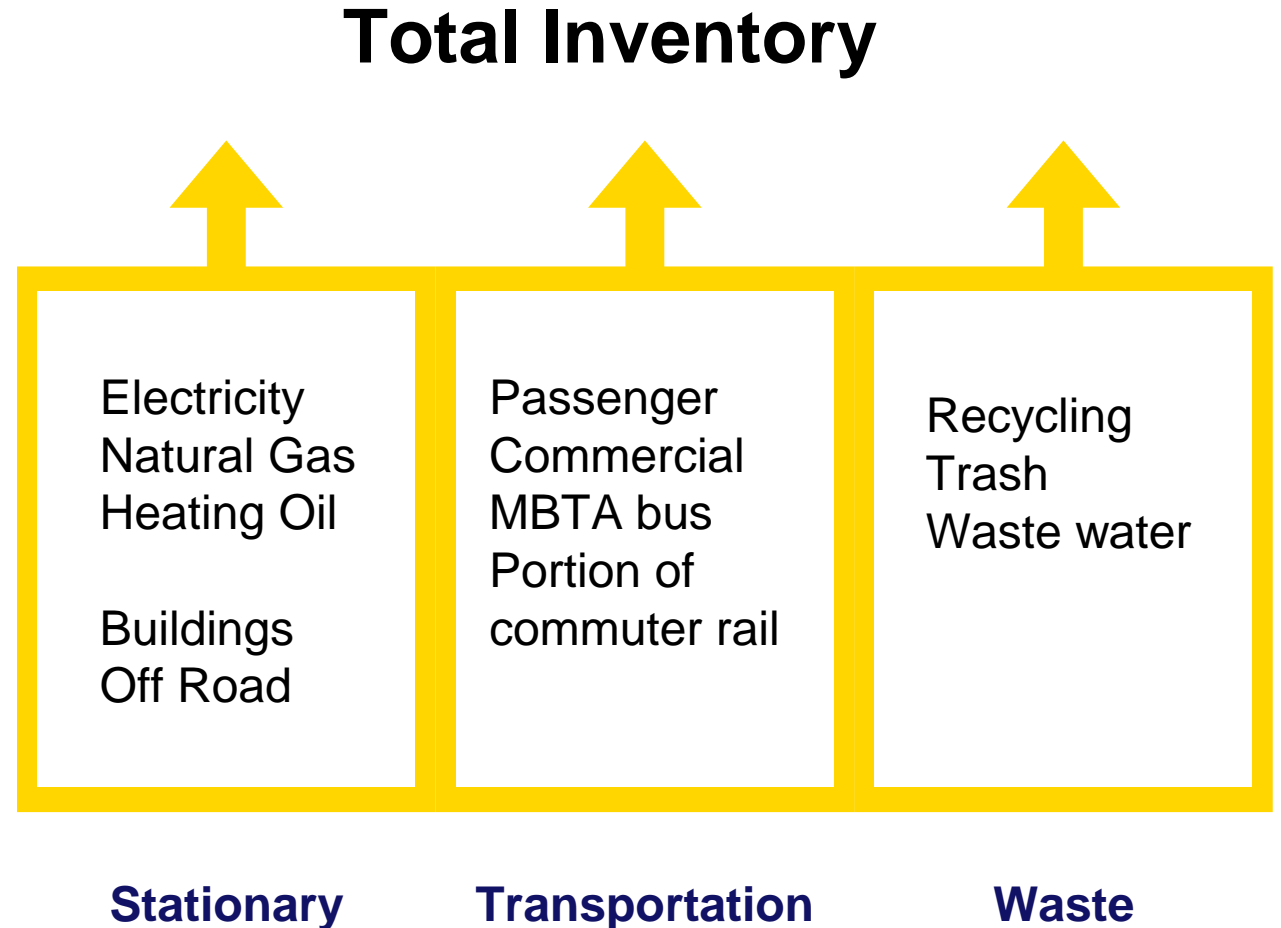 Total Inventory
Electricity
Natural Gas
Heating Oil
Buildings
Off Road
Passenger
Commercial
MBTA bus
Portion of
commuter rail
Recycling
Trash
Waste water
Stationary
Transportation
Waste